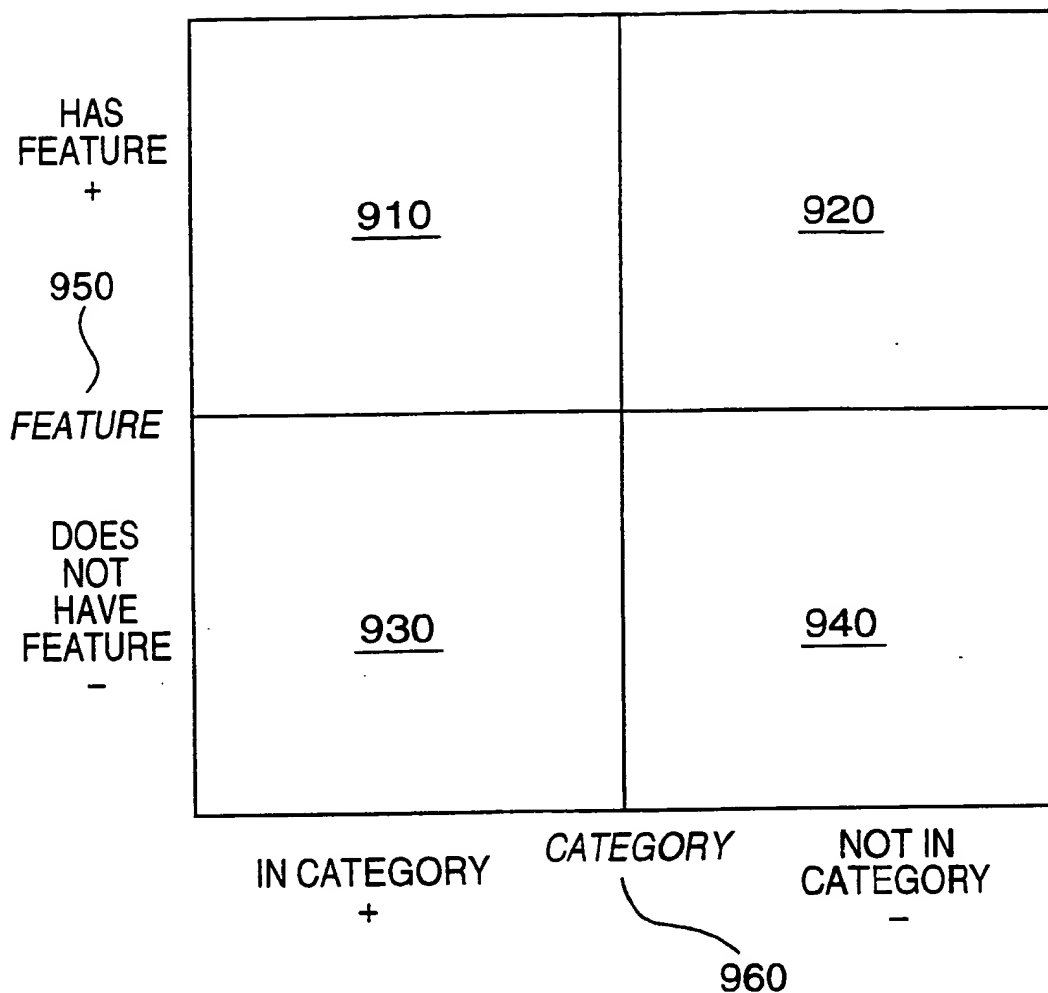 HAS
FEATURE
+
910
920
950
FEATURE
DOES
NOT
HAVE
FEATURE
–
930
940
IN CATEGORY
+
CATEGORY
NOT IN
CATEGORY
–
960